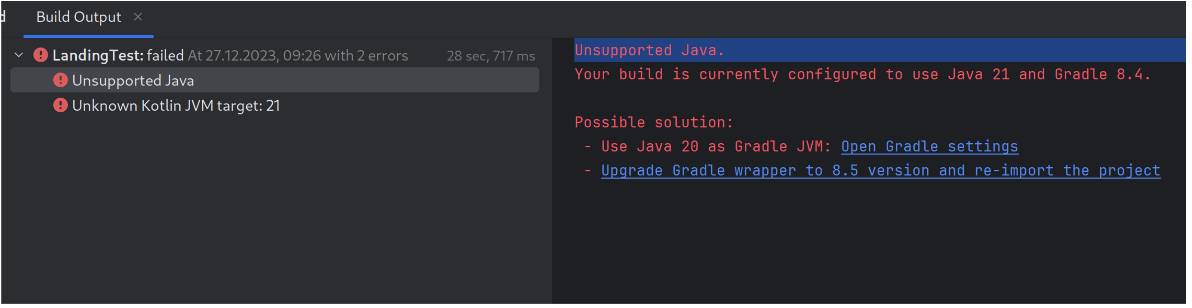 d
Build Output ×
LandingTest: failed At 27.12.2023, 09:26 with 2 errors 28 sec, 717 ms
Unsupported Java
Unknown Kotlin JVM target: 21
Unsupported Java.
Your build is currently configured to use Java 21 and Gradle 8.4.
Possible solution:
- Use Java 20 as Gradle JVM: Open Gradle settings
- Upgrade Gradle wrapper to 8.5 version and re-import the project